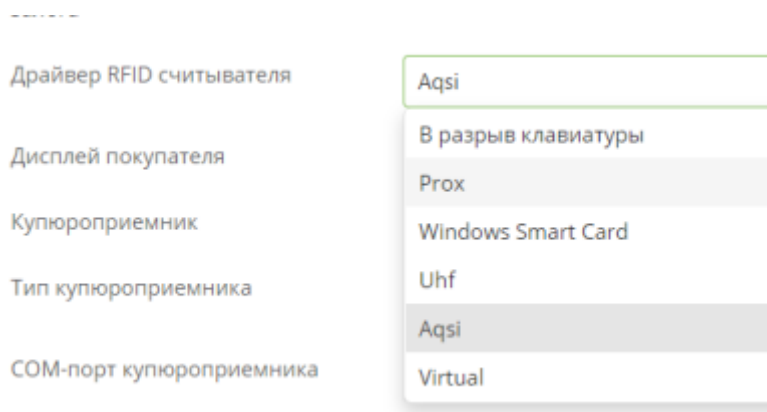 Драйвер RFID считывателя
Aqsi
В разрыв клавиатуры
Дисплей покупателя
Prox
Купюроприемник
Windows Smart Card
Uhf
Тип купюроприемника
Aqsi
COM-порт купюроприемника
Virtual